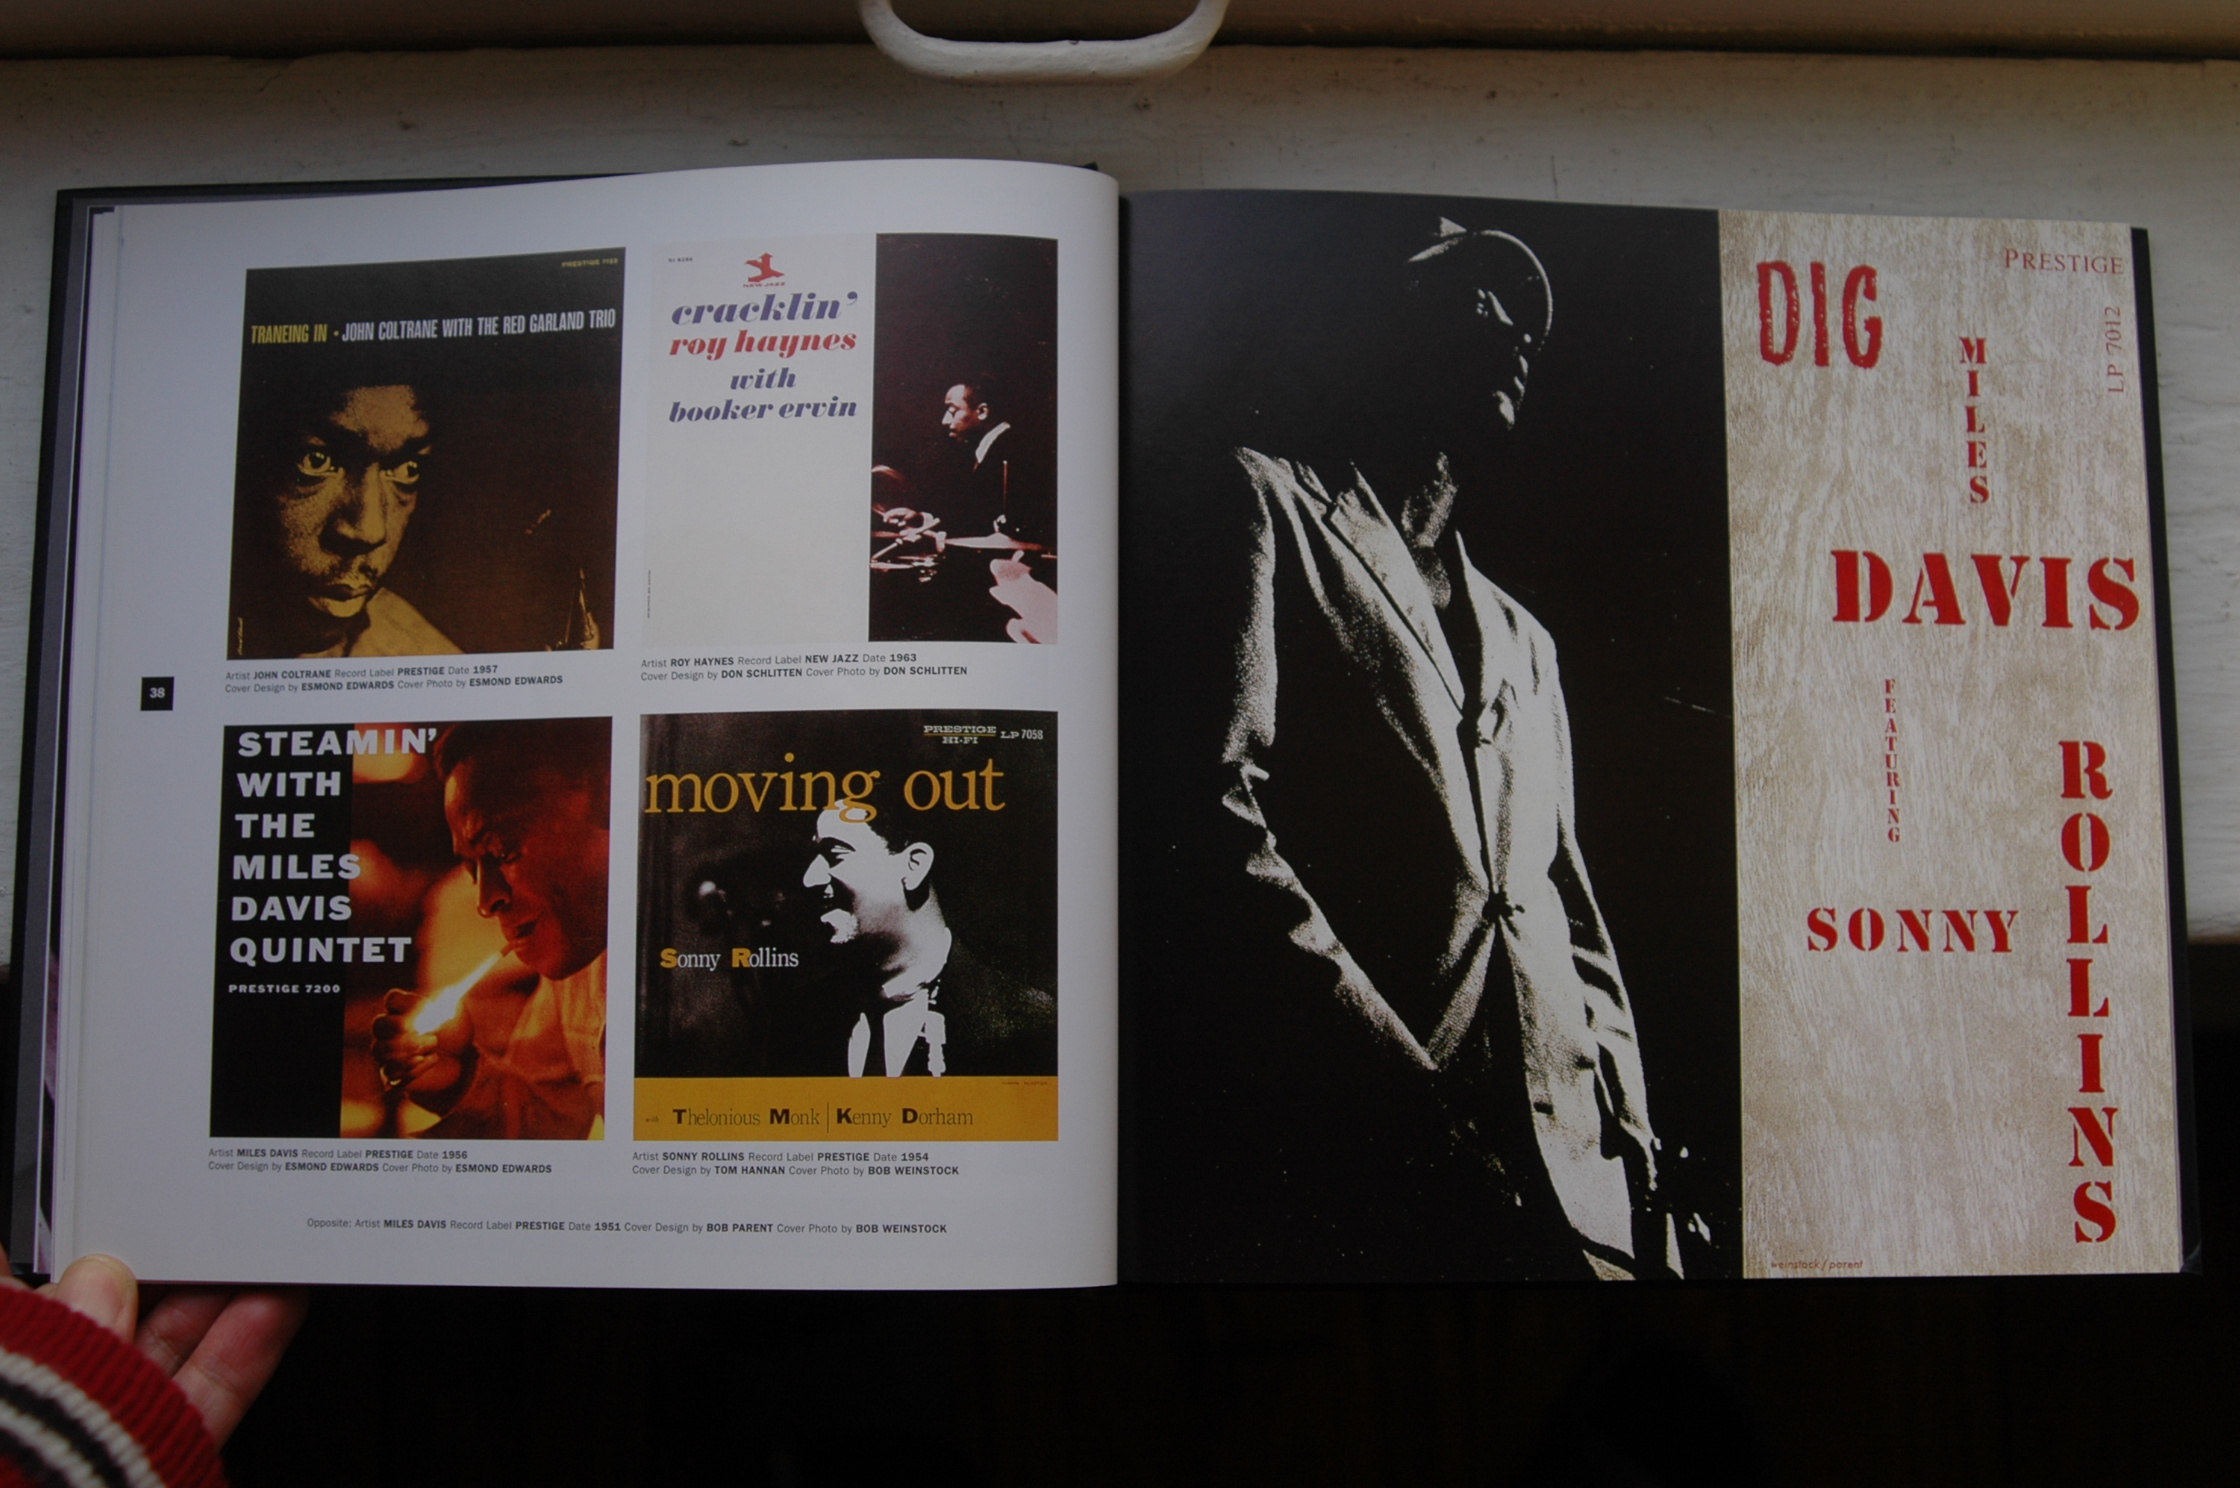 PRESTIGE 7123
TRANEING IN • JOHN COLTRANE WITH THE RED GARLAND TRIO
Artist JOHN COLTRANE Record Label PRESTIGE Date 1957
Cover Design by ESMOND EDWARDS Cover Photo by ESMOND EDWARDS
NEW JAZZ
cracklin'
roy haynes
with
booker ervin
Artist ROY HAYNES Record Label NEW JAZZ Date 1963
Cover Design by DON SCHLITTEN Cover Photo by DON SCHLITTEN
38
STEAMIN'
WITH
THE
MILES
DAVIS
QUINTET
PRESTIGE 7200
Artist MILES DAVIS Record Label PRESTIGE Date 1956
Cover Design by ESMOND EDWARDS Cover Photo by ESMOND EDWARDS
PRESTIGE
HI-FI
LP 7058
moving out
Sonny Rollins
with Thelonious Monk | Kenny Dorham
Artist SONNY ROLLINS Record Label PRESTIGE Date 1954
Cover Design by TOM HANNAN Cover Photo by BOB WEINSTOCK
Opposite: Artist MILES DAVIS Record Label PRESTIGE Date 1951 Cover Design by BOB PARENT Cover Photo by BOB WEINSTOCK
DIG
PRESTIGE
LP 7012
MILES
DAVIS
FEATURING
SONNY
ROLLINS
weinstock / parent